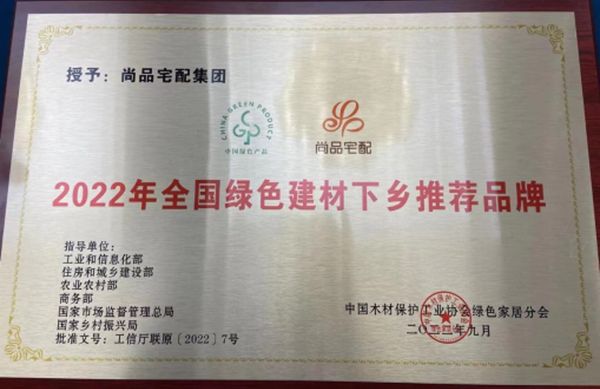 授予：尚品宅配集团
CHINA GREEN PRODUCT
CGP
中国绿色产品
尚品宅配
2022年全国绿色建材下乡推荐品牌
指导单位：
工业和信息化部
住房和城乡建设部
农业农村部
商务部
国家市场监督管理总局
国家乡村振兴局
批准文号：工信厅联原〔2022〕7号
中国木材保护工业协会绿色家居分会
二〇二二年九月